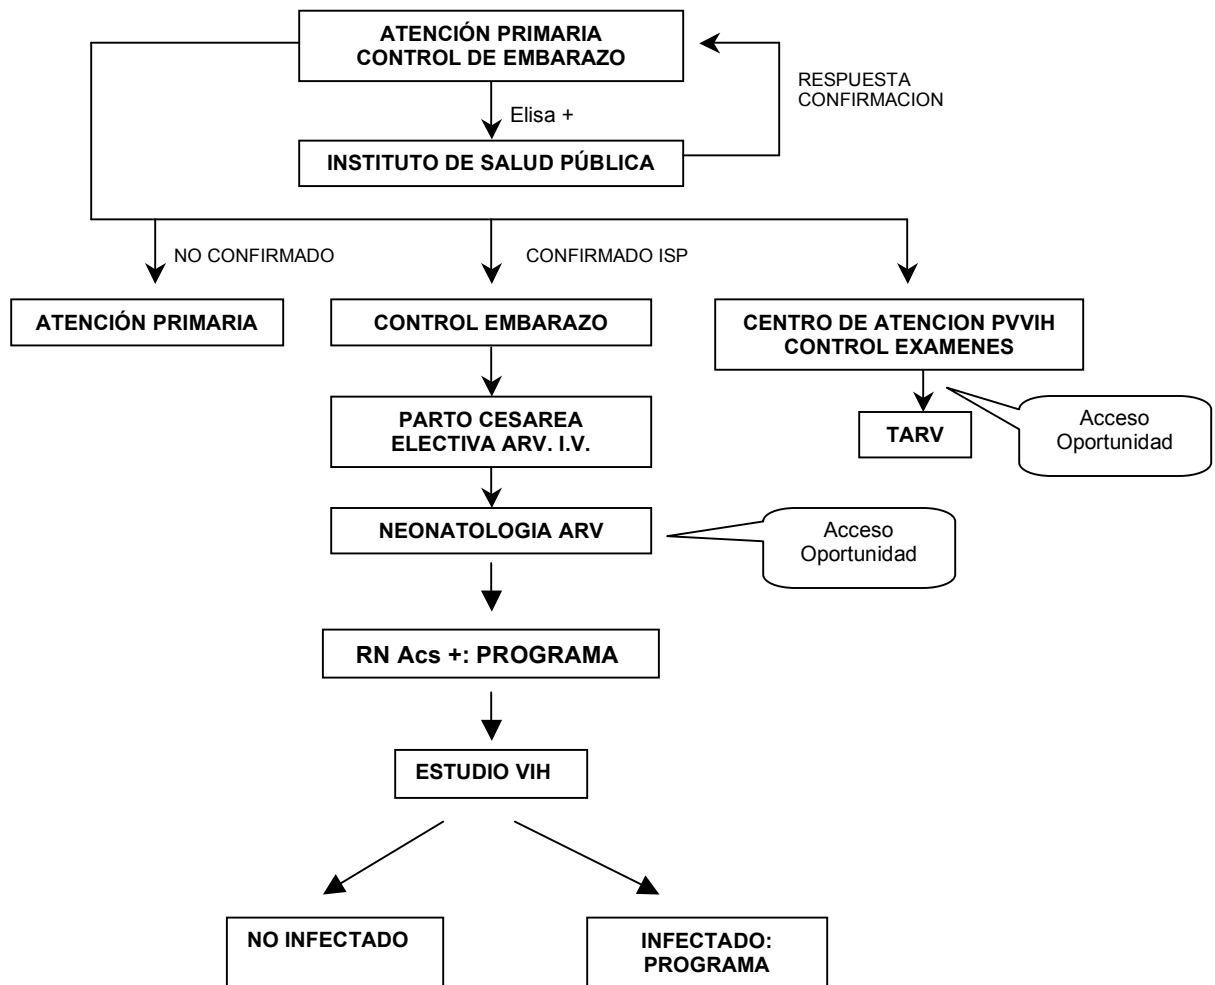 ATENCIÓN PRIMARIA
CONTROL DE EMBARAZO
RESPUESTA
CONFIRMACION
Elisa +
INSTITUTO DE SALUD PÚBLICA
NO CONFIRMADO
CONFIRMADO ISP
ATENCIÓN PRIMARIA
CONTROL EMBARAZO
CENTRO DE ATENCION PVVIH
CONTROL EXAMENES
PARTO CESAREA
ELECTIVA ARV. I.V.
TARV
Acceso
Oportunidad
NEONATOLOGIA ARV
Acceso
Oportunidad
RN Acs +: PROGRAMA
ESTUDIO VIH
NO INFECTADO
INFECTADO:
PROGRAMA